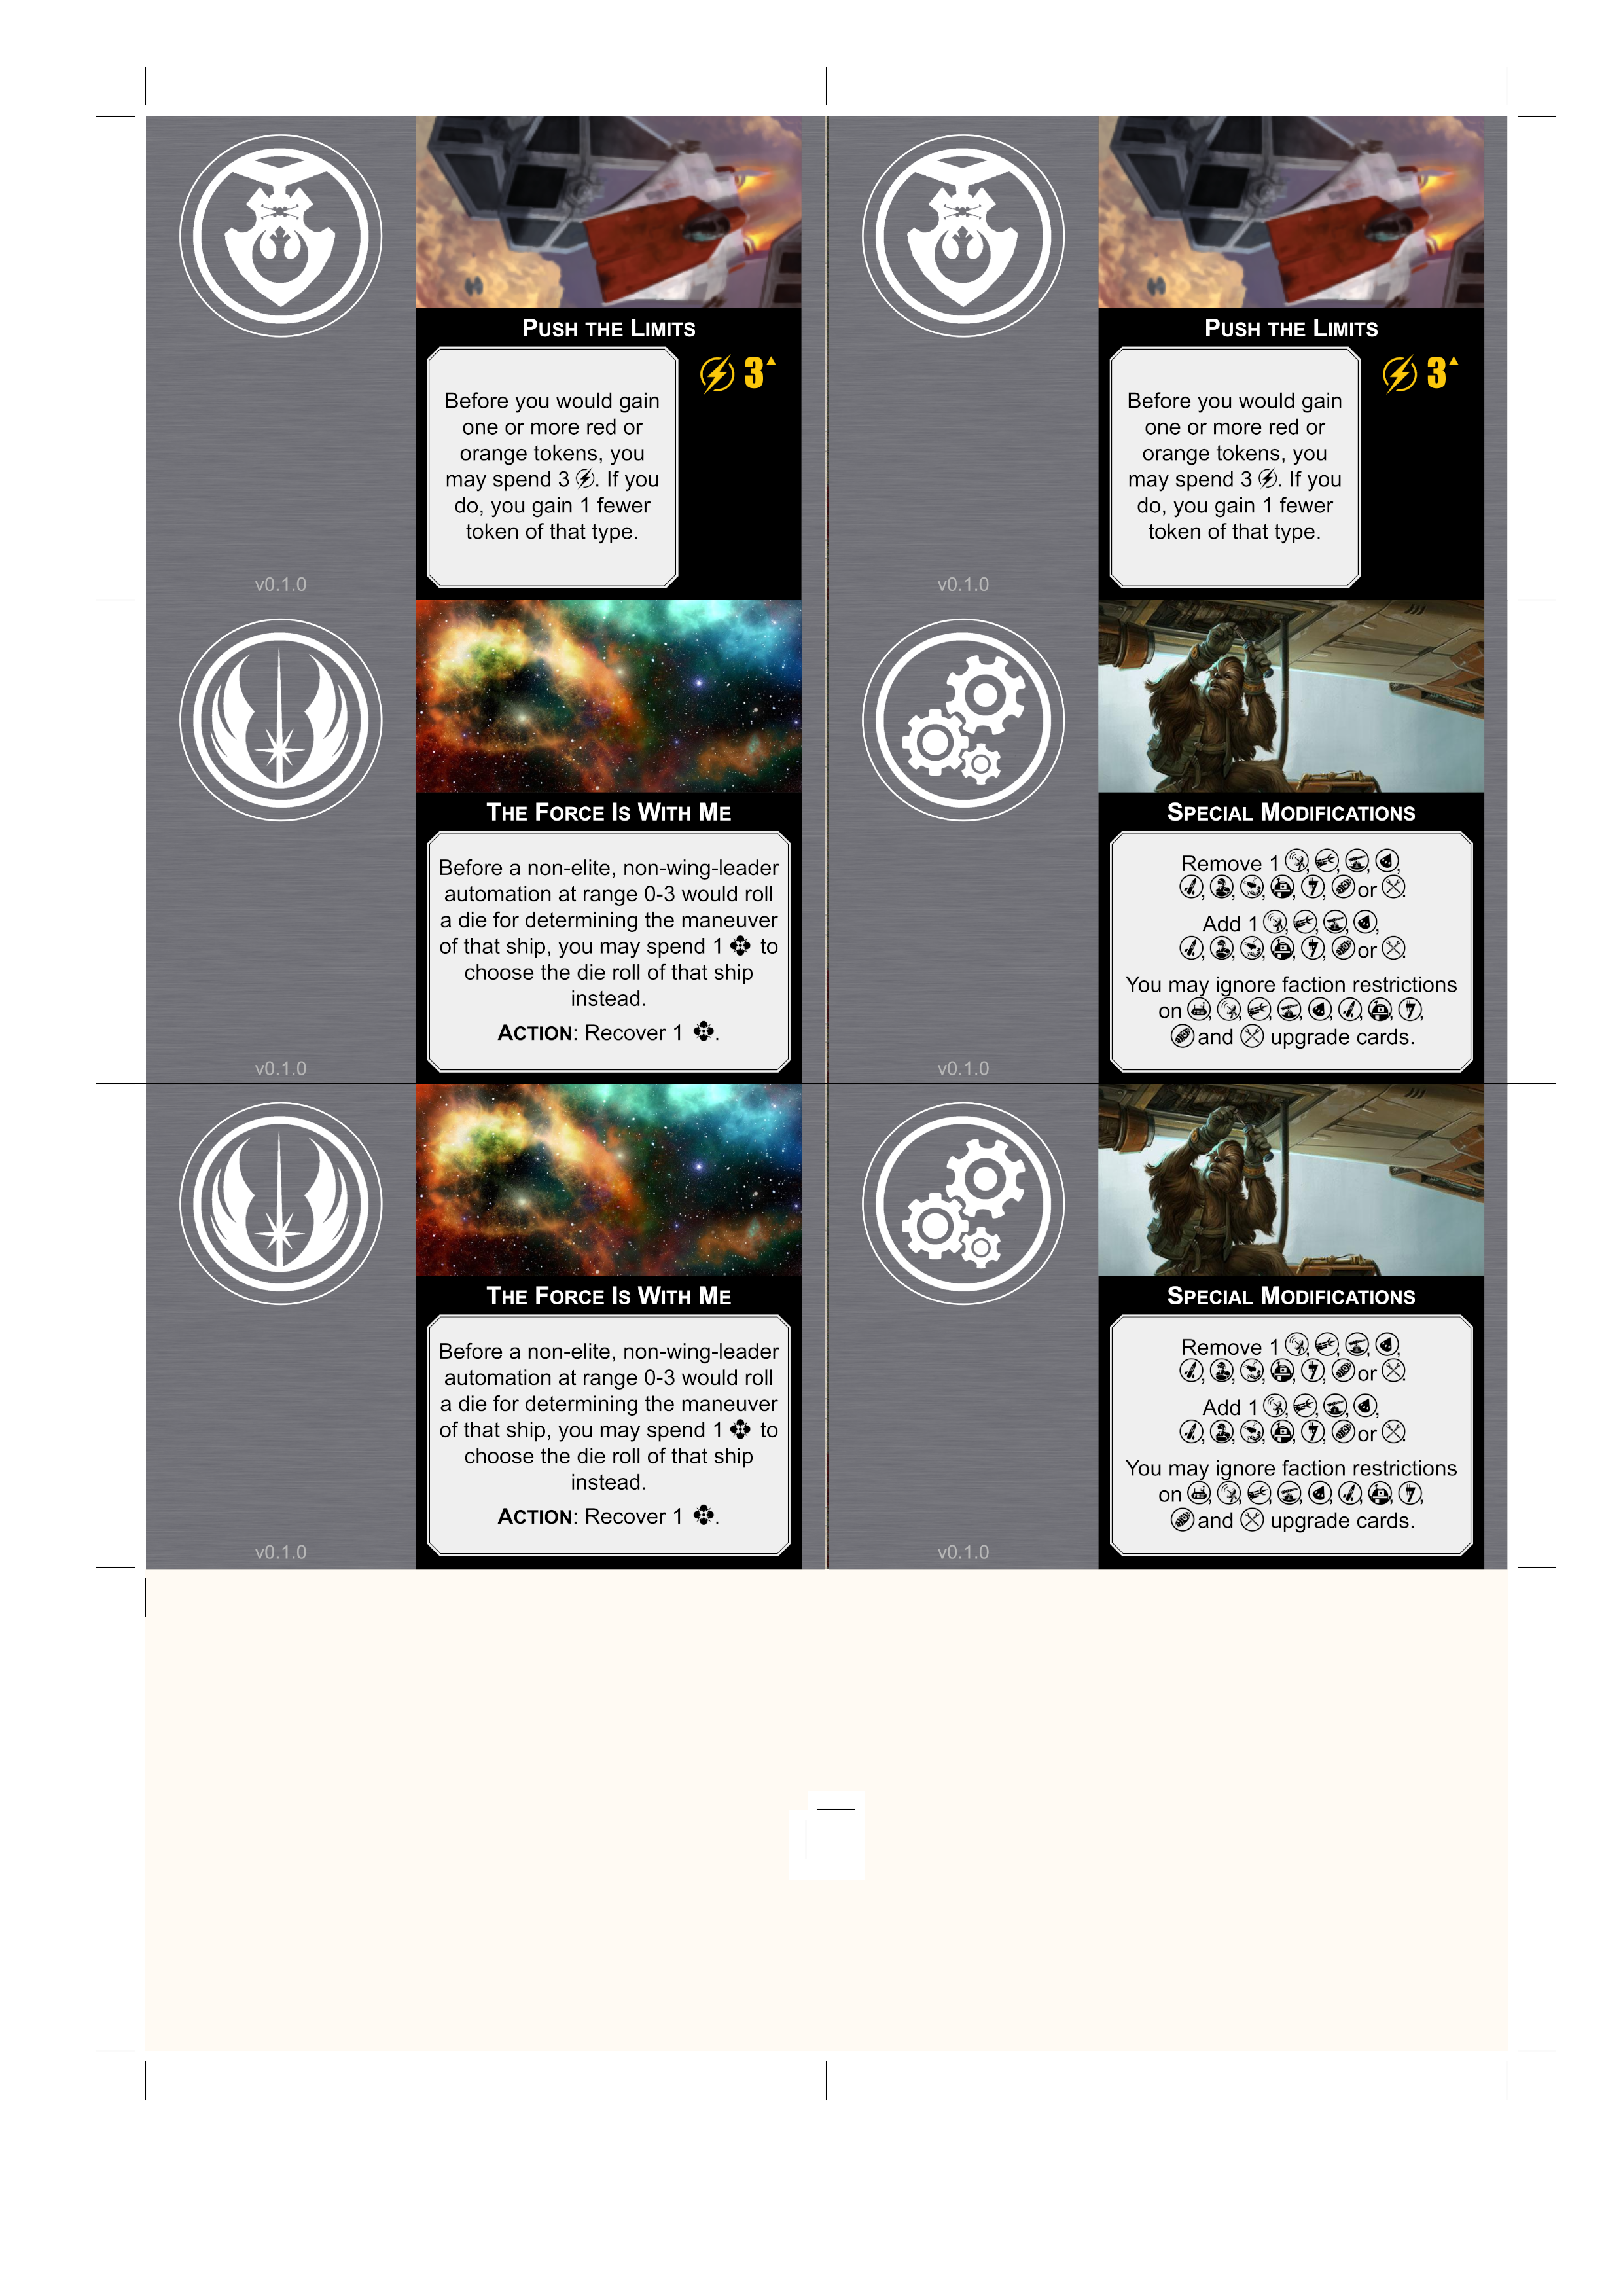 PUSH THE LIMITS
3
Before you would gain
one or more red or
orange tokens, you
may spend 3 . If you
do, you gain 1 fewer
token of that type.
v0.1.0
PUSH THE LIMITS
3
Before you would gain
one or more red or
orange tokens, you
may spend 3 . If you
do, you gain 1 fewer
token of that type.
v0.1.0
THE FORCE IS WITH ME
Before a non-elite, non-wing-leader
automation at range 0-3 would roll
a die for determining the maneuver
of that ship, you may spend 1 to
choose the die roll of that ship
instead.
ACTION: Recover 1 .
v0.1.0
SPECIAL MODIFICATIONS
Remove 1 , , , ,
, , , , , or .
Add 1 , , , ,
, , , , , or .
You may ignore faction restrictions
on , , , , , , , ,
and upgrade cards.
v0.1.0
THE FORCE IS WITH ME
Before a non-elite, non-wing-leader
automation at range 0-3 would roll
a die for determining the maneuver
of that ship, you may spend 1 to
choose the die roll of that ship
instead.
ACTION: Recover 1 .
v0.1.0
SPECIAL MODIFICATIONS
Remove 1 , , , ,
, , , , , or .
Add 1 , , , ,
, , , , , or .
You may ignore faction restrictions
on , , , , , , , ,
and upgrade cards.
v0.1.0